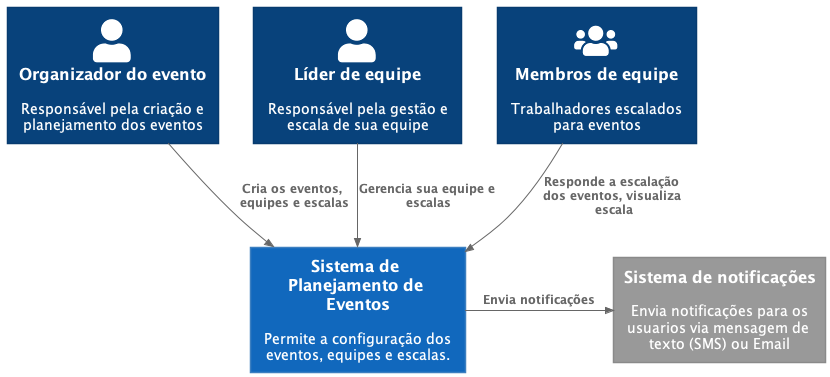 Organizador do evento
Responsável pela criação e
planejamento dos eventos
Líder de equipe
Responsável pela gestão e
escala de sua equipe
Membros de equipe
Trabalhadores escalados
para eventos
Cria os eventos,
equipes e escalas
Gerencia sua equipe e
escalas
Responde a escalação
dos eventos, visualiza
escala
Sistema de
Planejamento de
Eventos
Permite a configuração dos
eventos, equipes e escalas.
Envia notificações
Sistema de notificações
Envia notificações para os
usuarios via mensagem de
texto (SMS) ou Email